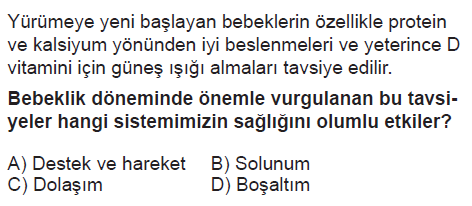 Yürümeye yeni başlayan bebeklerin özellikle protein
ve kalsiyum yönünden iyi beslenmeleri ve yeterince D
vitamini için güneş ışığı almaları tavsiye edilir.
Bebeklik döneminde önemle vurgulanan bu tavsi-
yeler hangi sistemimizin sağlığını olumlu etkiler?
A) Destek ve hareket B) Solunum
C) Dolaşım D) Boşaltım